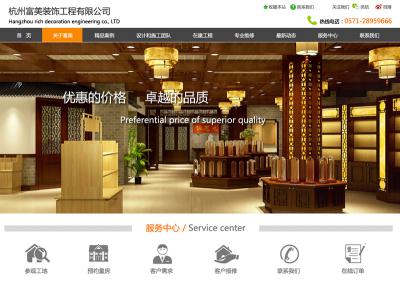 杭州富美装饰工程有限公司
Hangzhou rich decoration engineering co., LTD
收藏本站 联系我们 关注我们 微信 微博
热线电话：0571-28959666
首 页 关于富美 精品案例 设计和施工团队 在建工程 专业维修 最新动态 服务中心 联系我们
优惠的价格 卓越的品质
Preferential price of superior quality
服务中心 / Service center
参观工地 预约量房 客户需求 客户报修 联系我们 在线订单